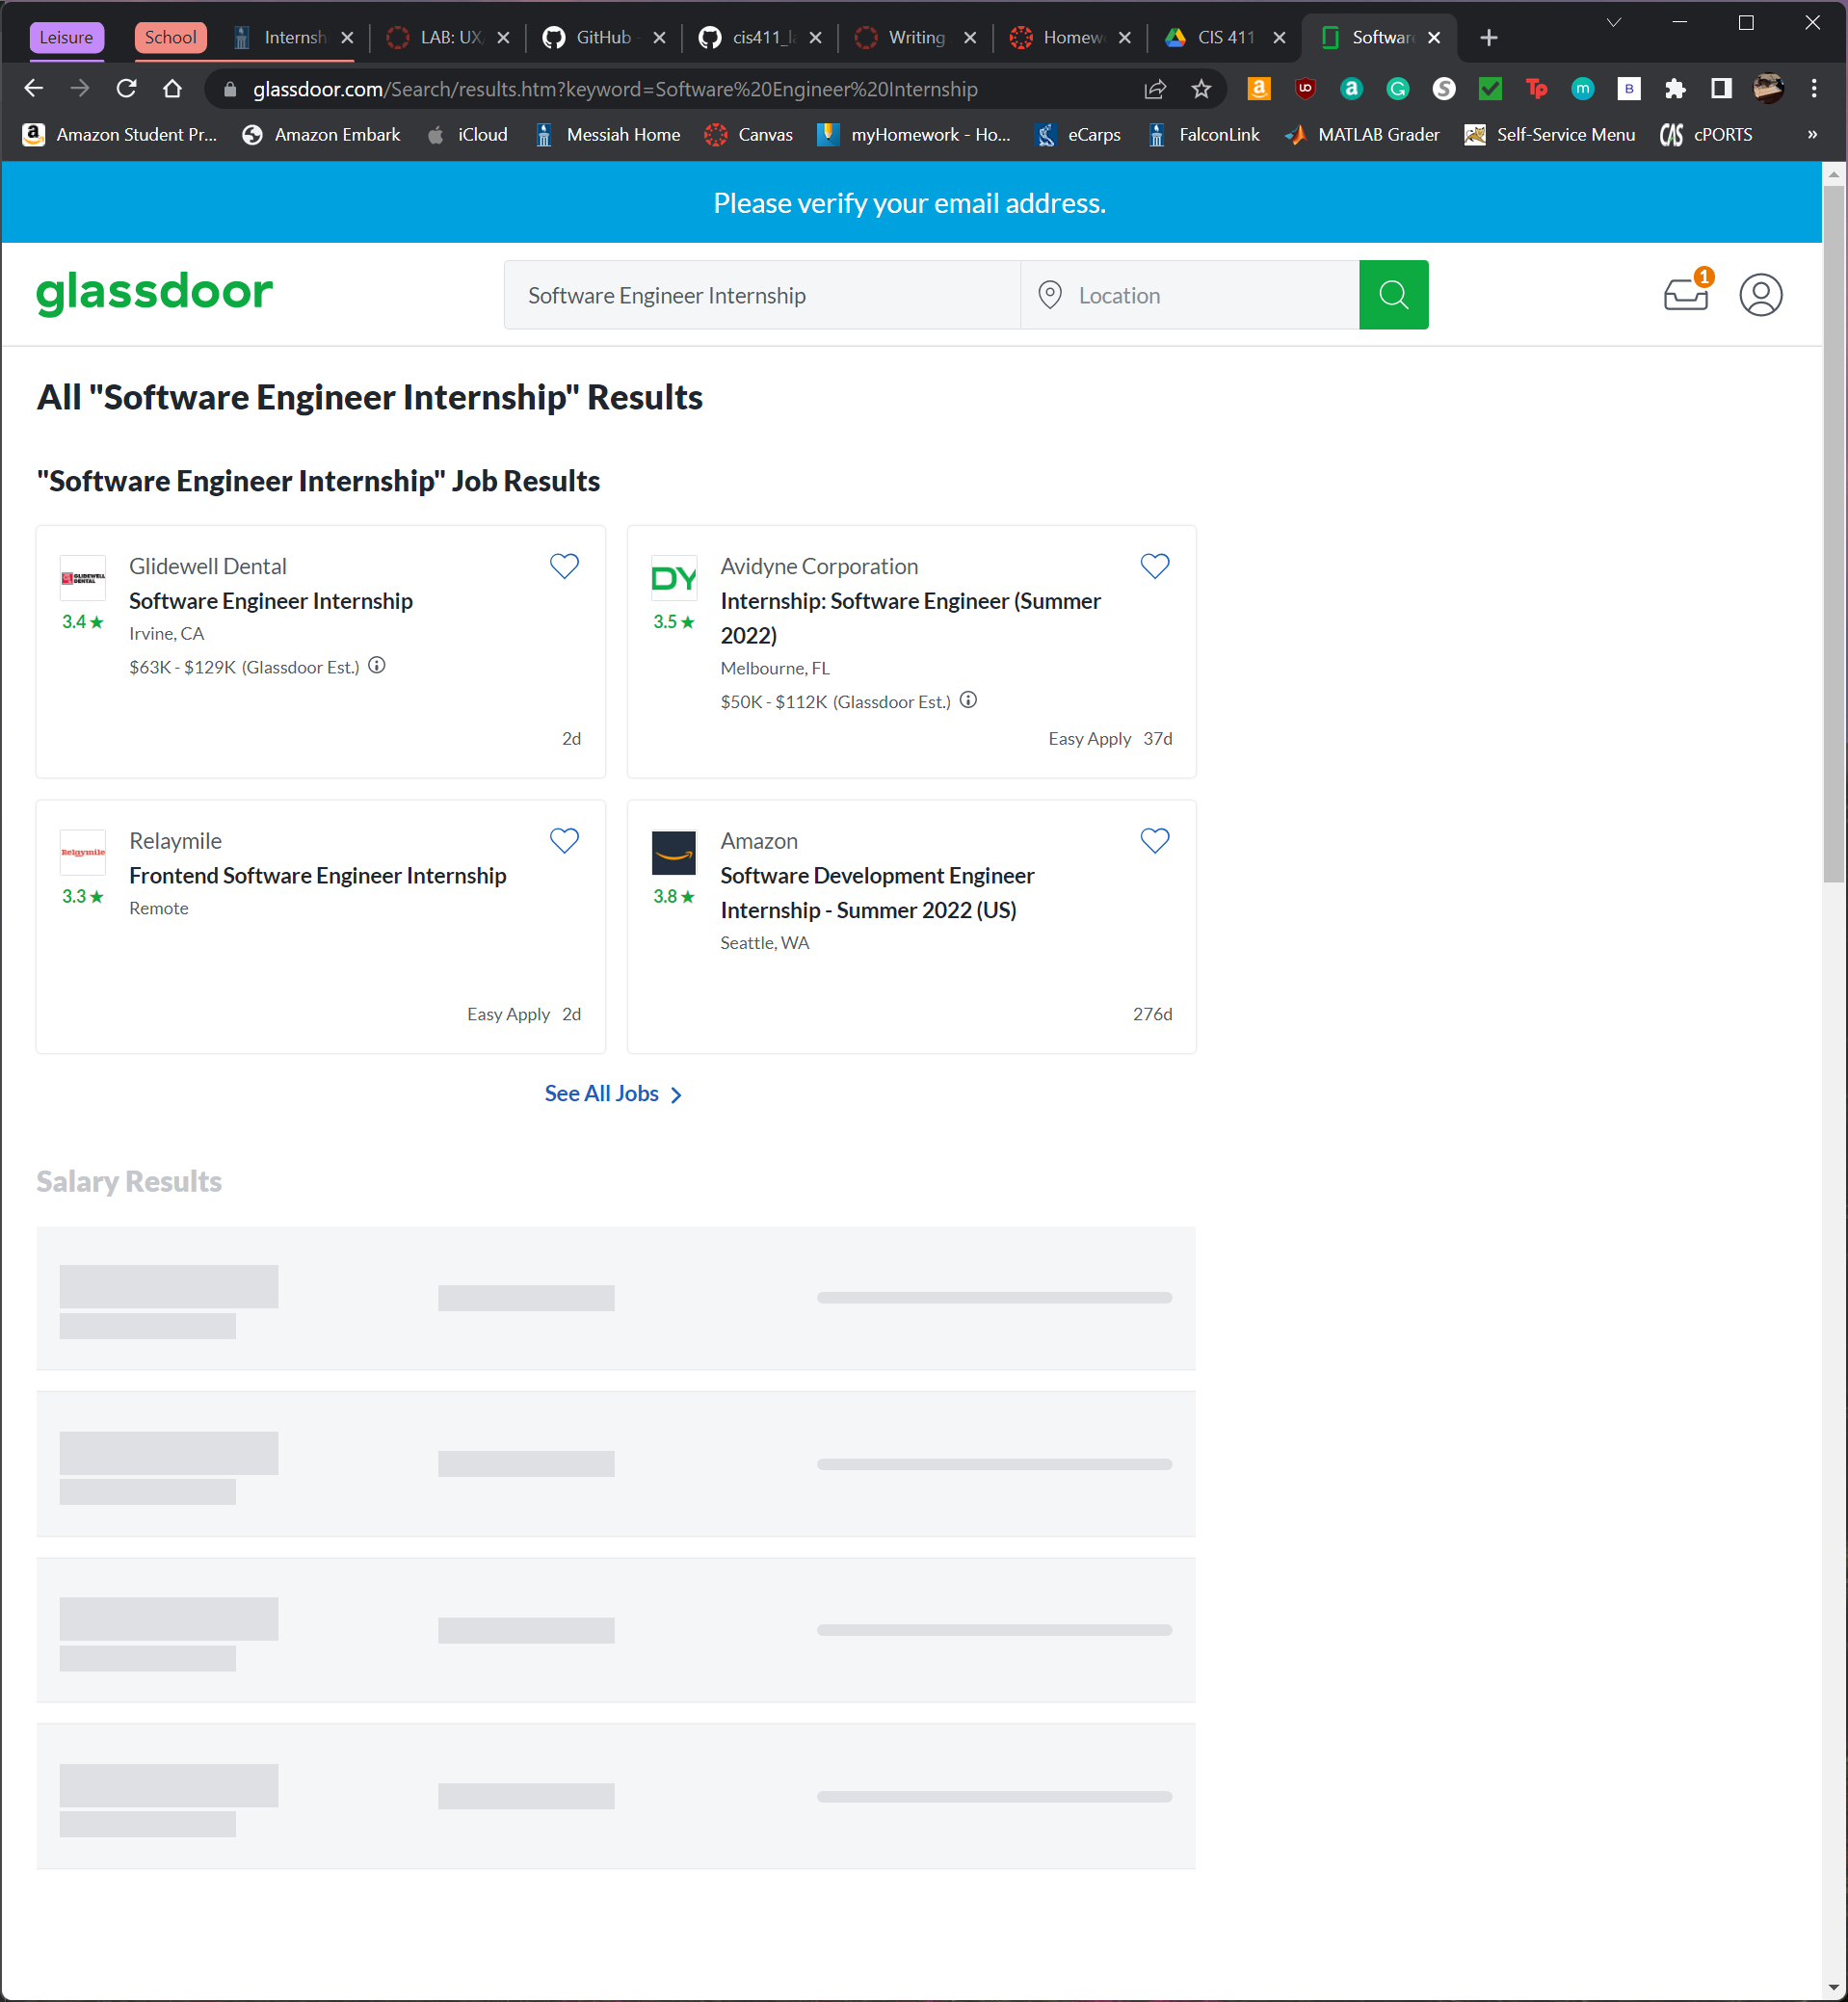 Leisure School Internsh LAB: UX GitHub cis411_l Writing Homew CIS 411 Softwar
glassdoor.com/Search/results.htm?keyword=Software%20Engineer%20Internship
Amazon Student Pr... Amazon Embark iCloud Messiah Home Canvas myHomework - Ho... eCarps FalconLink MATLAB Grader Self-Service Menu CAS cPORTS »
Please verify your email address.
glassdoor Software Engineer Internship Location 1
All "Software Engineer Internship" Results
"Software Engineer Internship" Job Results
GLIDEWELL DENTAL
3.4 ★
Glidewell Dental
Software Engineer Internship
Irvine, CA
$63K - $129K (Glassdoor Est.)
2d
DY
3.5 ★
Avidyne Corporation
Internship: Software Engineer (Summer
2022)
Melbourne, FL
$50K - $112K (Glassdoor Est.)
Easy Apply 37d
Relaymile
3.3 ★
Relaymile
Frontend Software Engineer Internship
Remote
Easy Apply 2d
3.8 ★
Amazon
Software Development Engineer
Internship - Summer 2022 (US)
Seattle, WA
276d
See All Jobs
Salary Results